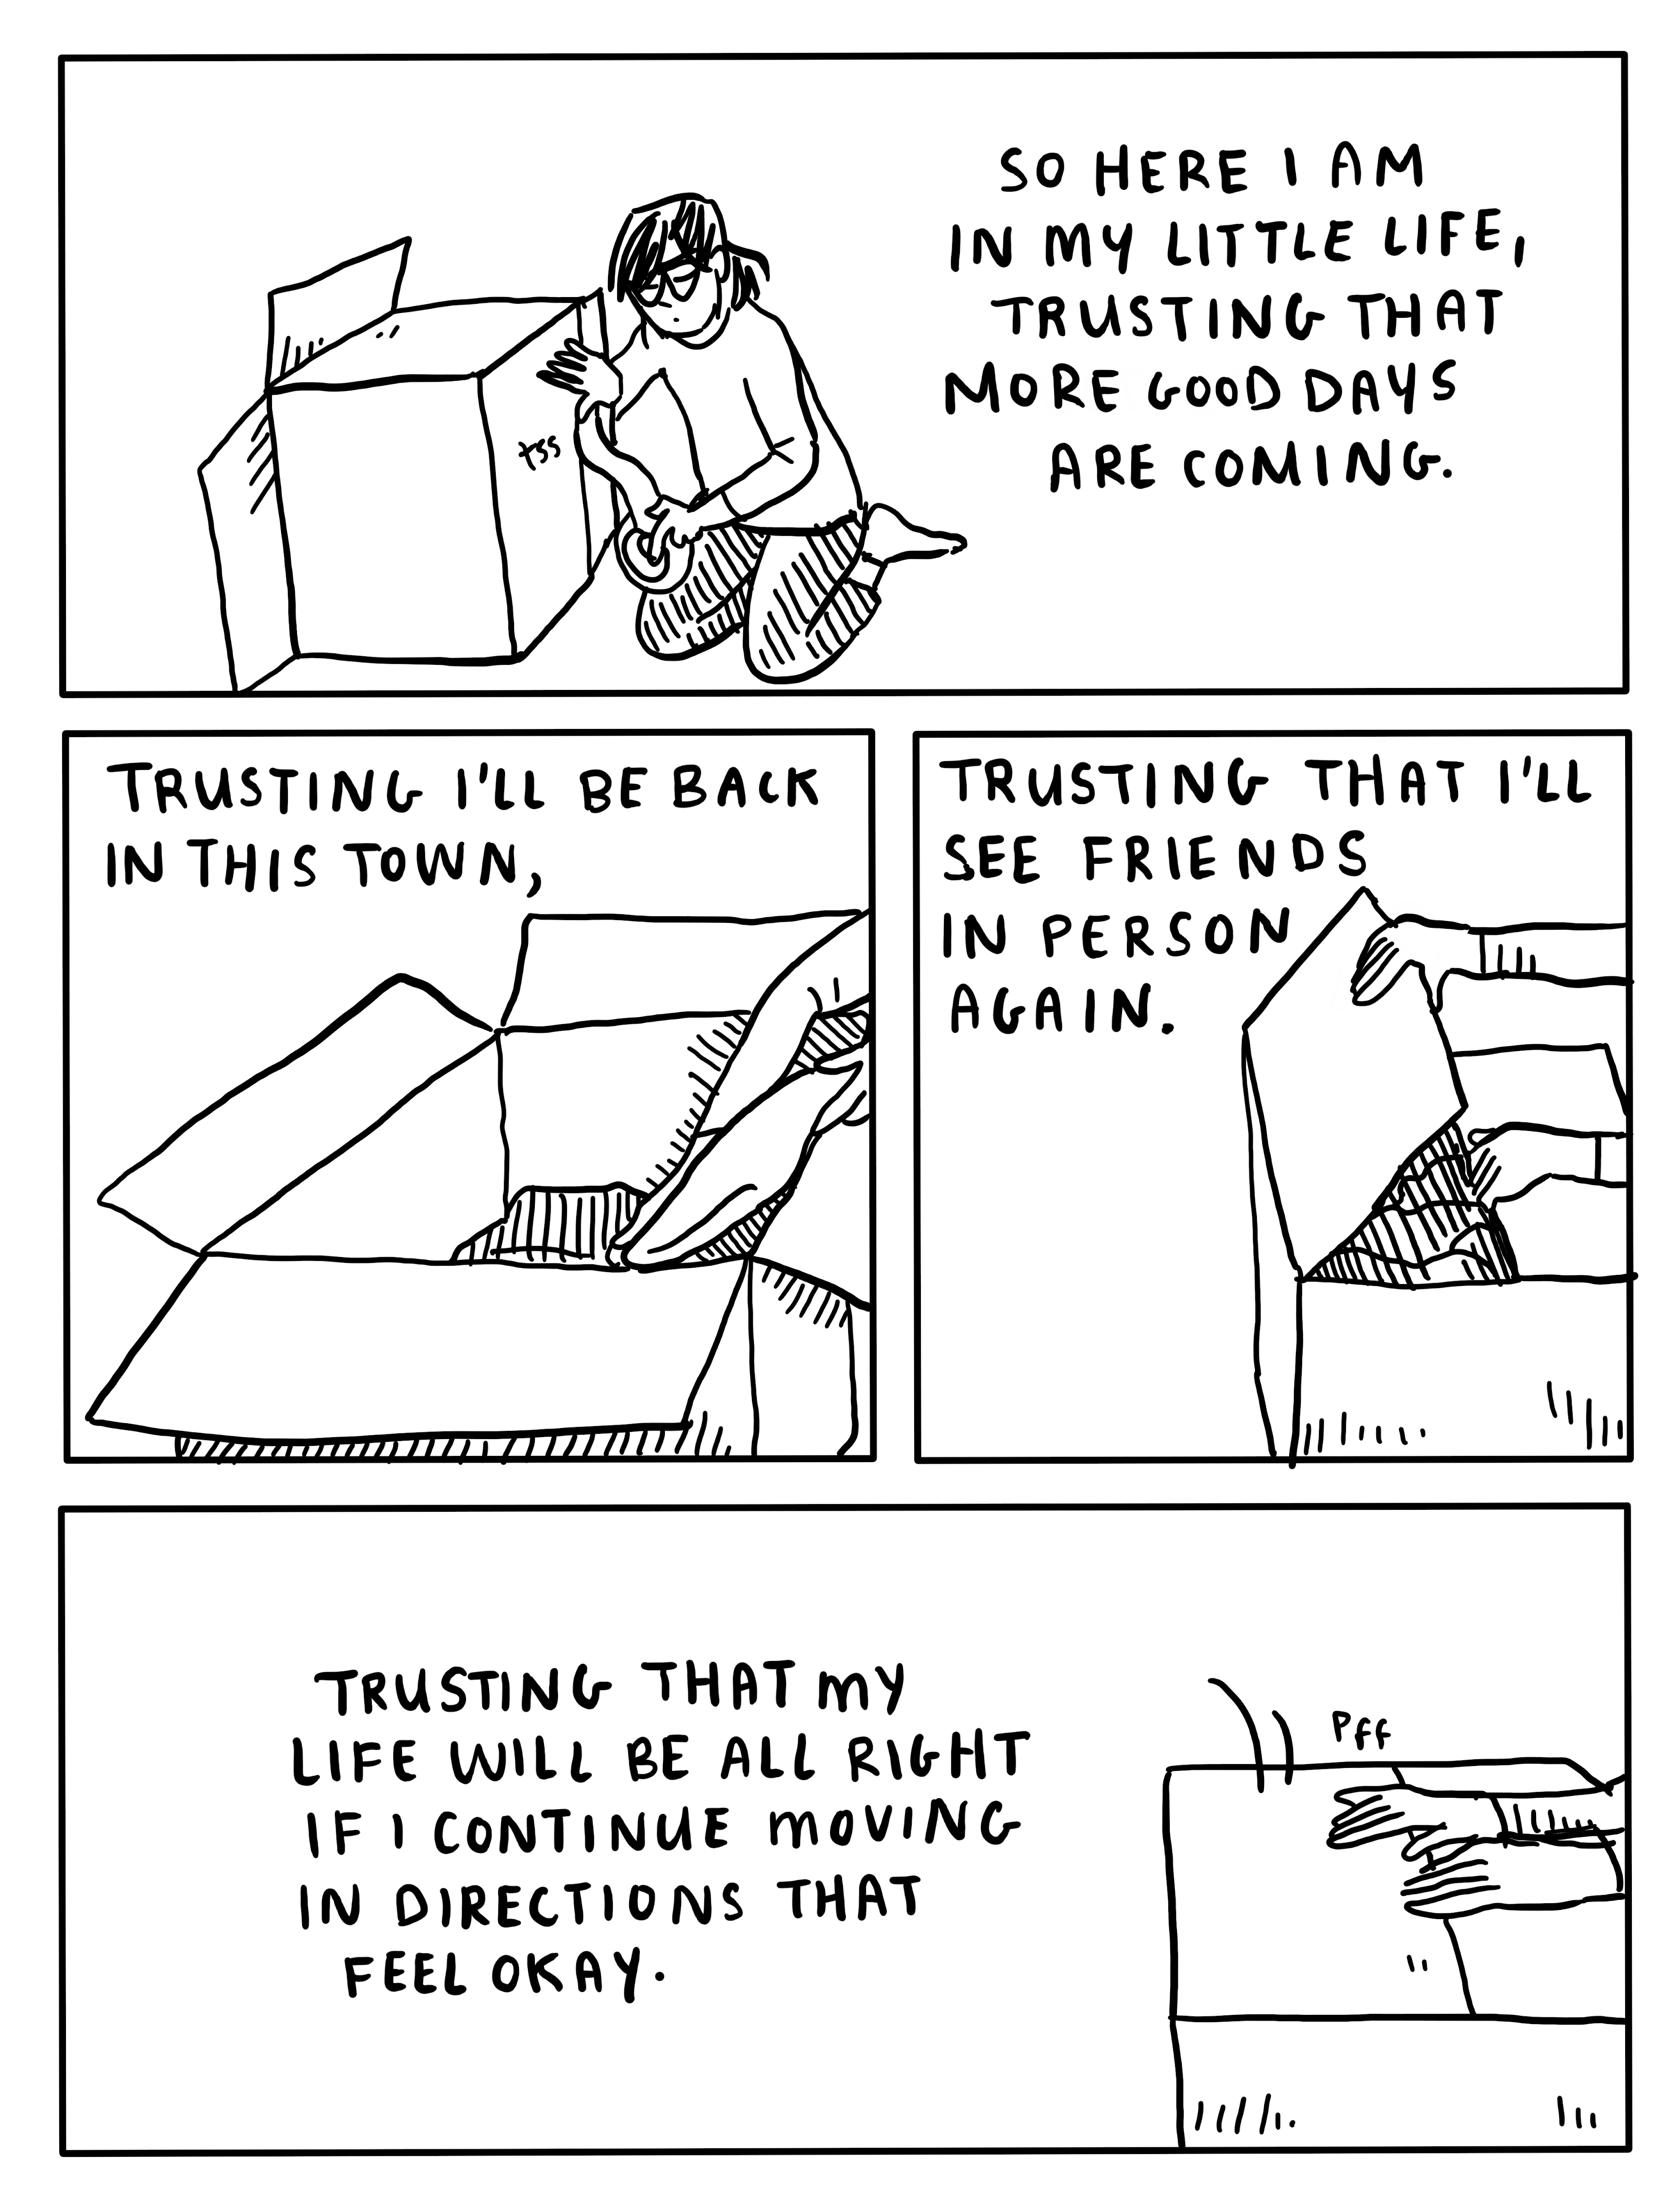 SO HERE I AM
IN MY LITTLE LIFE,
TRUSTING THAT
MORE GOOD DAYS
ARE COMING.
TRUSTING I'LL BE BACK
IN THIS TOWN,
TRUSTING THAT I'LL
SEE FRIENDS
IN PERSON
AGAIN.
TRUSTING THAT MY
LIFE WILL BE ALL RIGHT
IF I CONTINUE MOVING
IN DIRECTIONS THAT
FEEL OKAY.
Pff